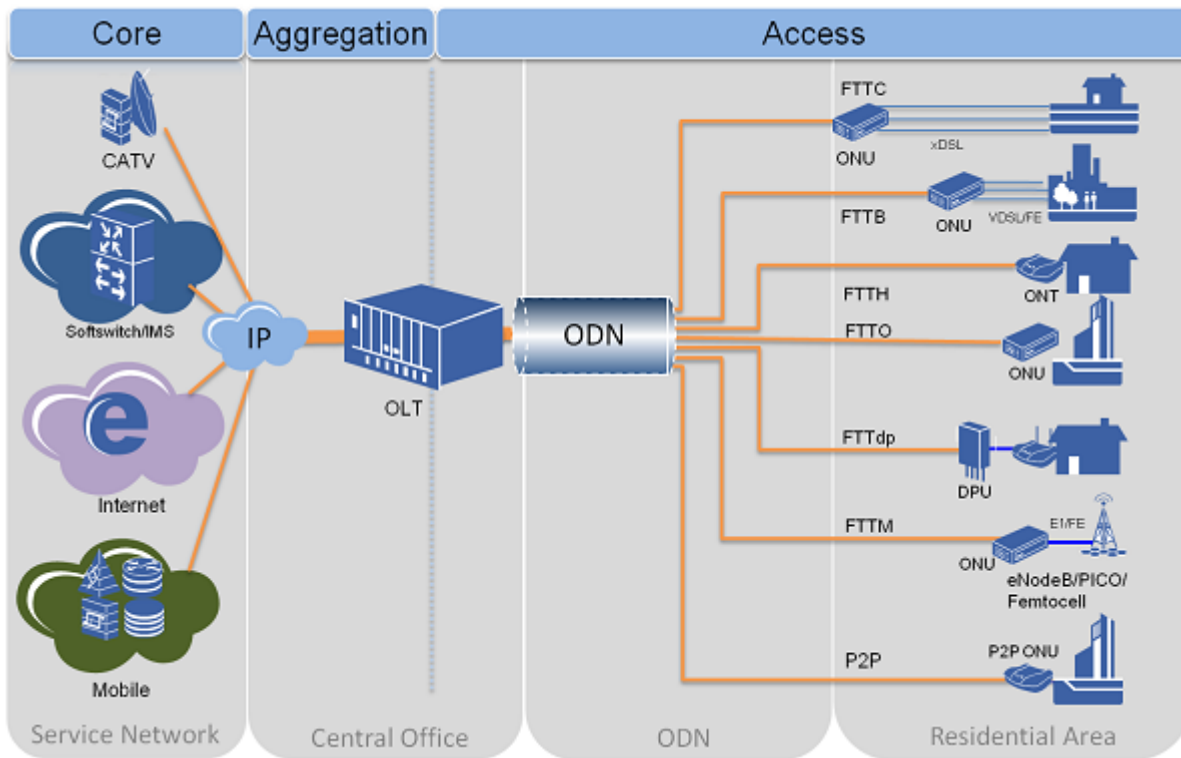 Core
Aggregation
Access
CATV
Softswitch/IMS
Internet
Mobile
IP
OLT
ODN
FTTC
ONU
xDSL
FTTB
ONU
VDSL/FE
FTTH
ONT
FTTO
ONU
FTTdp
DPU
FTTM
ONU
E1/FE
eNodeB/PICO/
Femtocell
P2P
P2P ONU
Service Network
Central Office
ODN
Residential Area